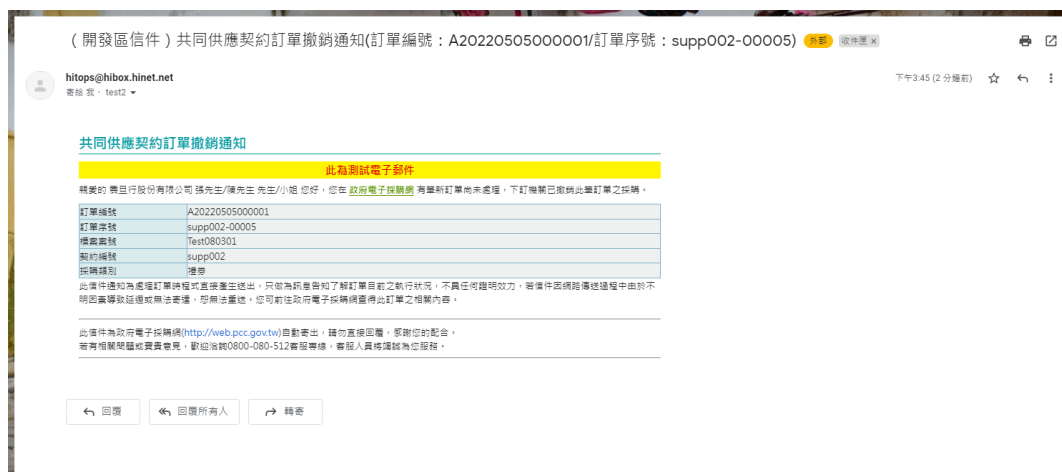 （開發區信件）共同供應契約訂單撤銷通知(訂單編號：A20220505000001/訂單序號：supp002-00005) 外部 收件匣 x
hitops@hibox.hinet.net
下午3:45 (2 分鐘前)
寄給 我、 test2
共同供應契約訂單撤銷通知
此為測試電子郵件
親愛的 雲旦行股份有限公司 張先生/陳先生 先生/小姐 您好，您在 政府電子採購網 有筆新訂單尚未處理，下訂機關已撤銷此筆訂單之採購。
訂單編號 A20220505000001
訂單序號 supp002-00005
檔案案號 Test080301
契約編號 supp002
採購類別 禮券
此信件通知為處理訂單時程式直接產生送出，只做為訊息告知了解訂單目前之執行狀況，不具任何證明效力，若信件因網路傳送過程中由於不
明因素導致延遲或無法寄達，恕無法重送。您可前往政府電子採購網查得此訂單之相關內容。
此信件為政府電子採購網(http://web.pcc.gov.tw)自動寄出，請勿直接回覆，感謝您的配合。
若有相關問題或寶貴意見，歡迎洽詢0800-080-512客服專線，客服人員將竭誠為您服務。
回覆
回覆所有人
轉寄